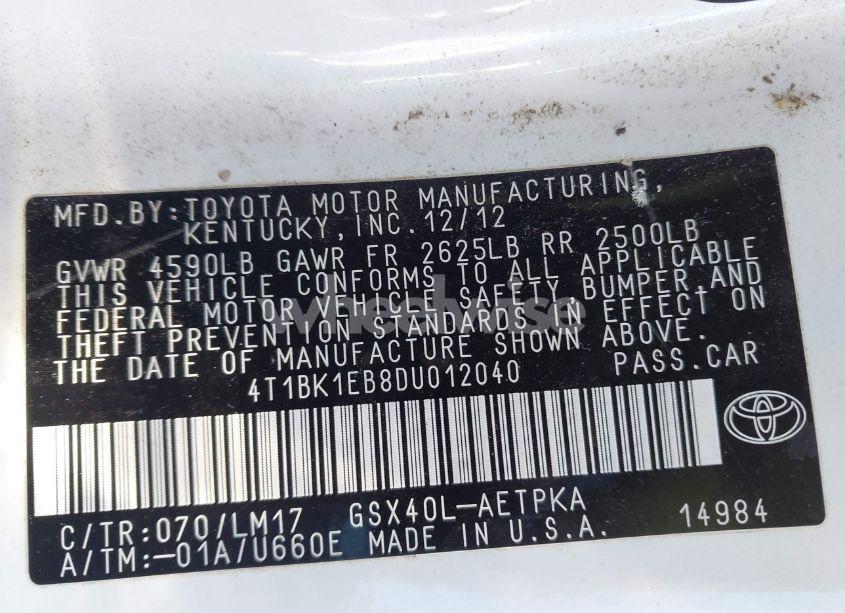 MFD.BY:TOYOTA MOTOR MANUFACTURING,
KENTUCKY,INC.12/12
GVWR 4590LB GAWR FR 2625LB RR 2500LB
THIS VEHICLE CONFORMS TO ALL APPLICABLE
FEDERAL MOTOR VEHICLE SAFETY, BUMPER,AND
THEFT PREVENTION STANDARDS IN EFFECT ON
THE DATE OF MANUFACTURE SHOWN ABOVE.
4T1BK1EB8DU012040 PASS.CAR
C/TR:070/LM17 GSX40L-AETPKA
A/TM:-01A/U660E MADE IN U.S.A. 14984
wheelwise